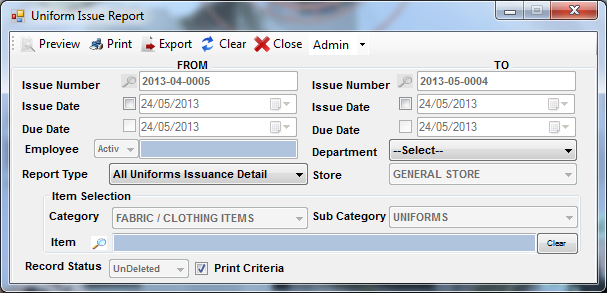 Uniform Issue Report
Preview Print Export Clear Close Admin
FROM TO
Issue Number 2013-04-0005 Issue Number 2013-05-0004
Issue Date 24/05/2013 Issue Date 24/05/2013
Due Date 24/05/2013 Due Date 24/05/2013
Employee Activ Department --Select--
Report Type All Uniforms Issuance Detail Store GENERAL STORE
Item Selection
Category FABRIC / CLOTHING ITEMS Sub Category UNIFORMS
Item Clear
Record Status UnDeleted Print Criteria